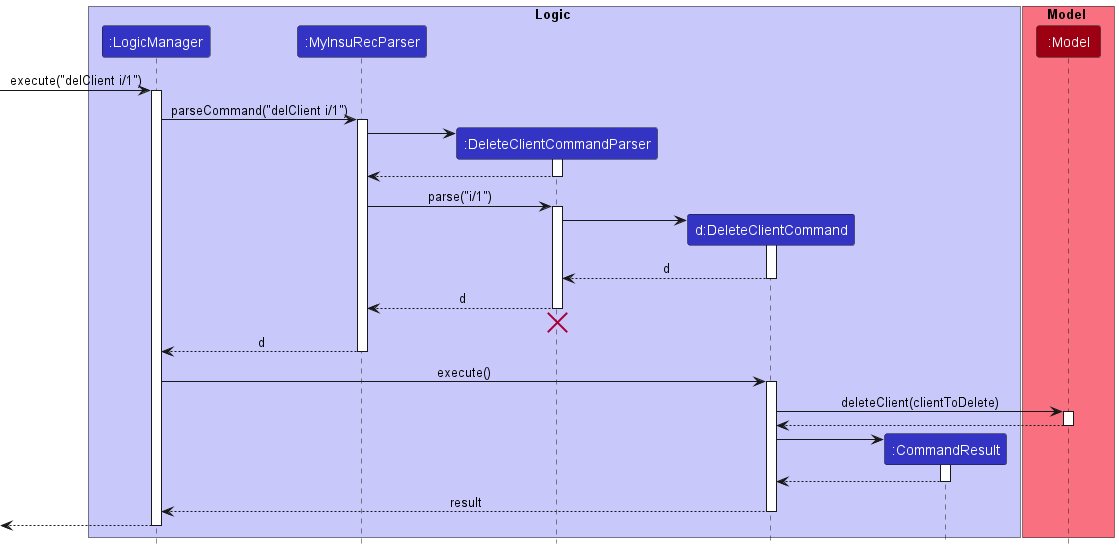 Logic
Model
:LogicManager
:MyInsuRecParser
:Model
execute("delClient i/1")
parseCommand("delClient i/1")
:DeleteClientCommandParser
parse("i/1")
d:DeleteClientCommand
d
d
d
execute()
deleteClient(clientToDelete)
:CommandResult
result